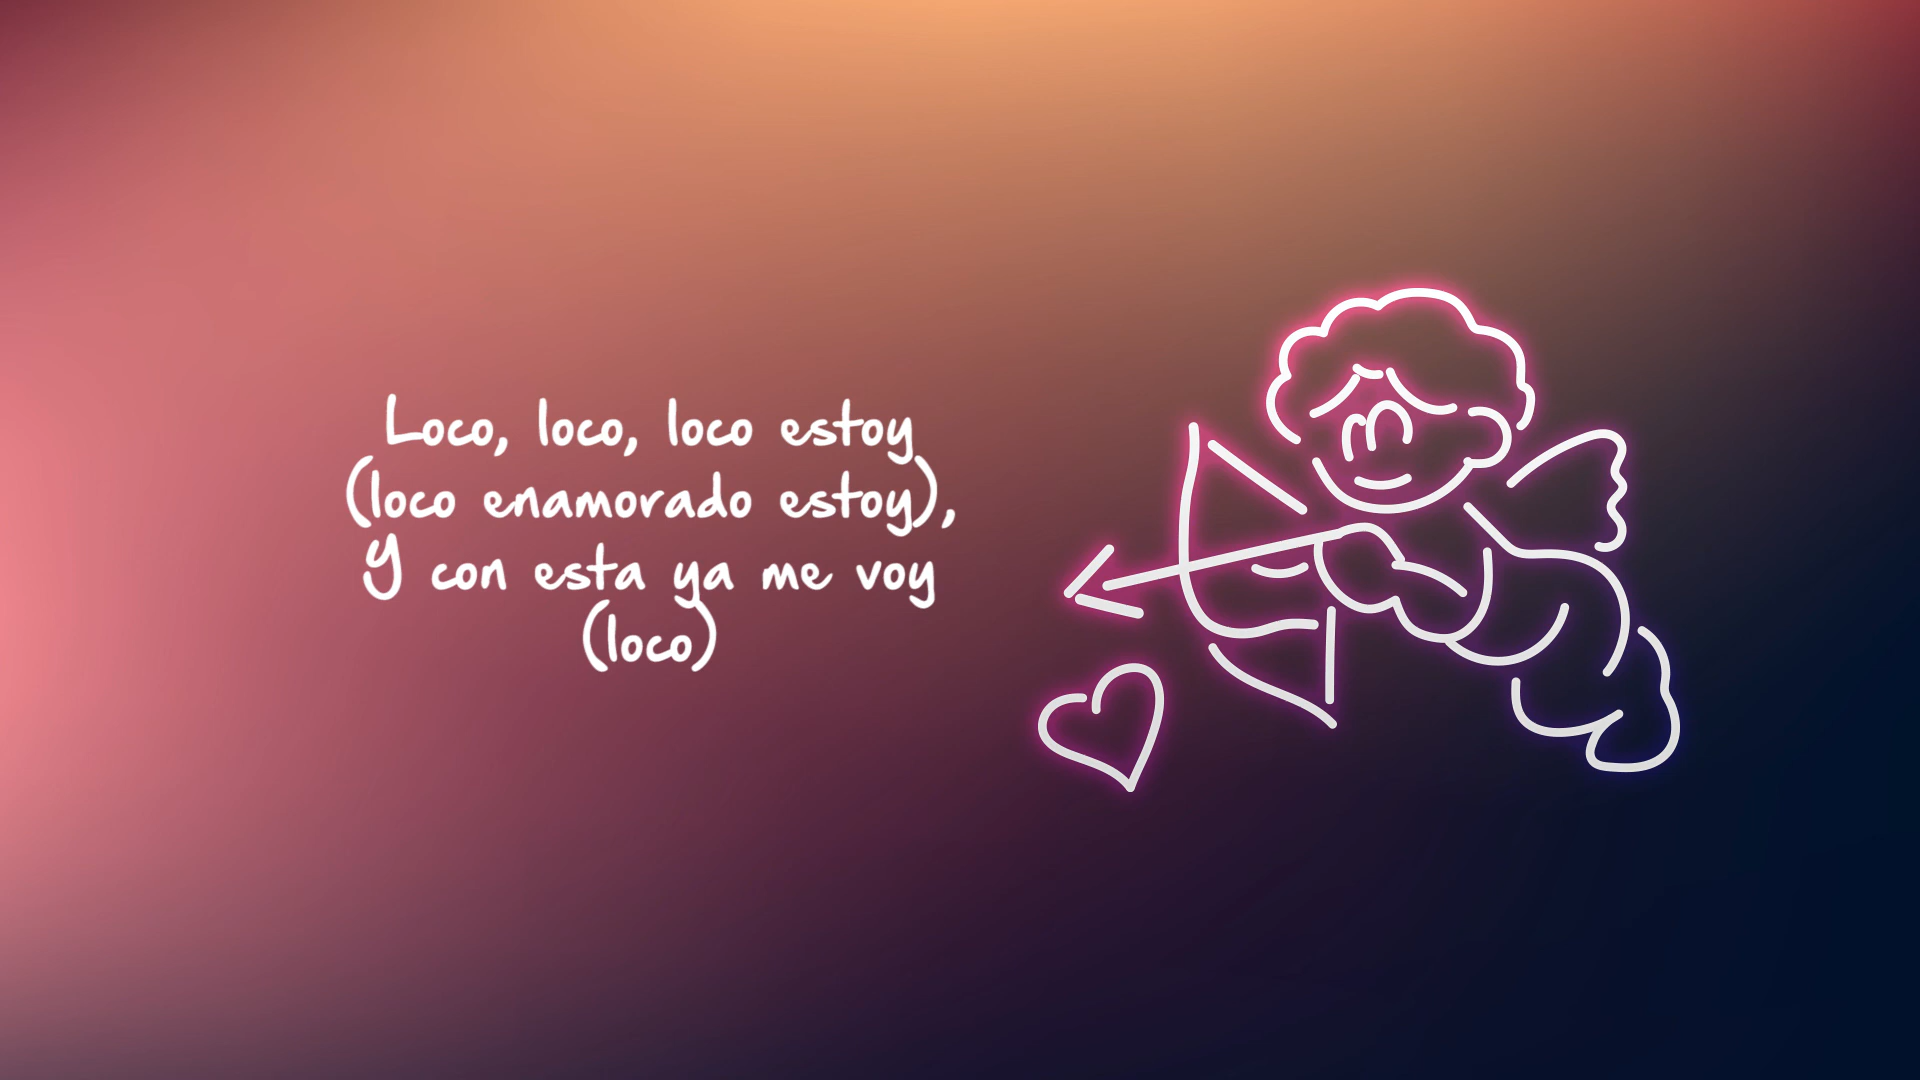 Loco, loco, loco estoy
(loco enamorado estoy),
Y con esta ya me voy
(loco)